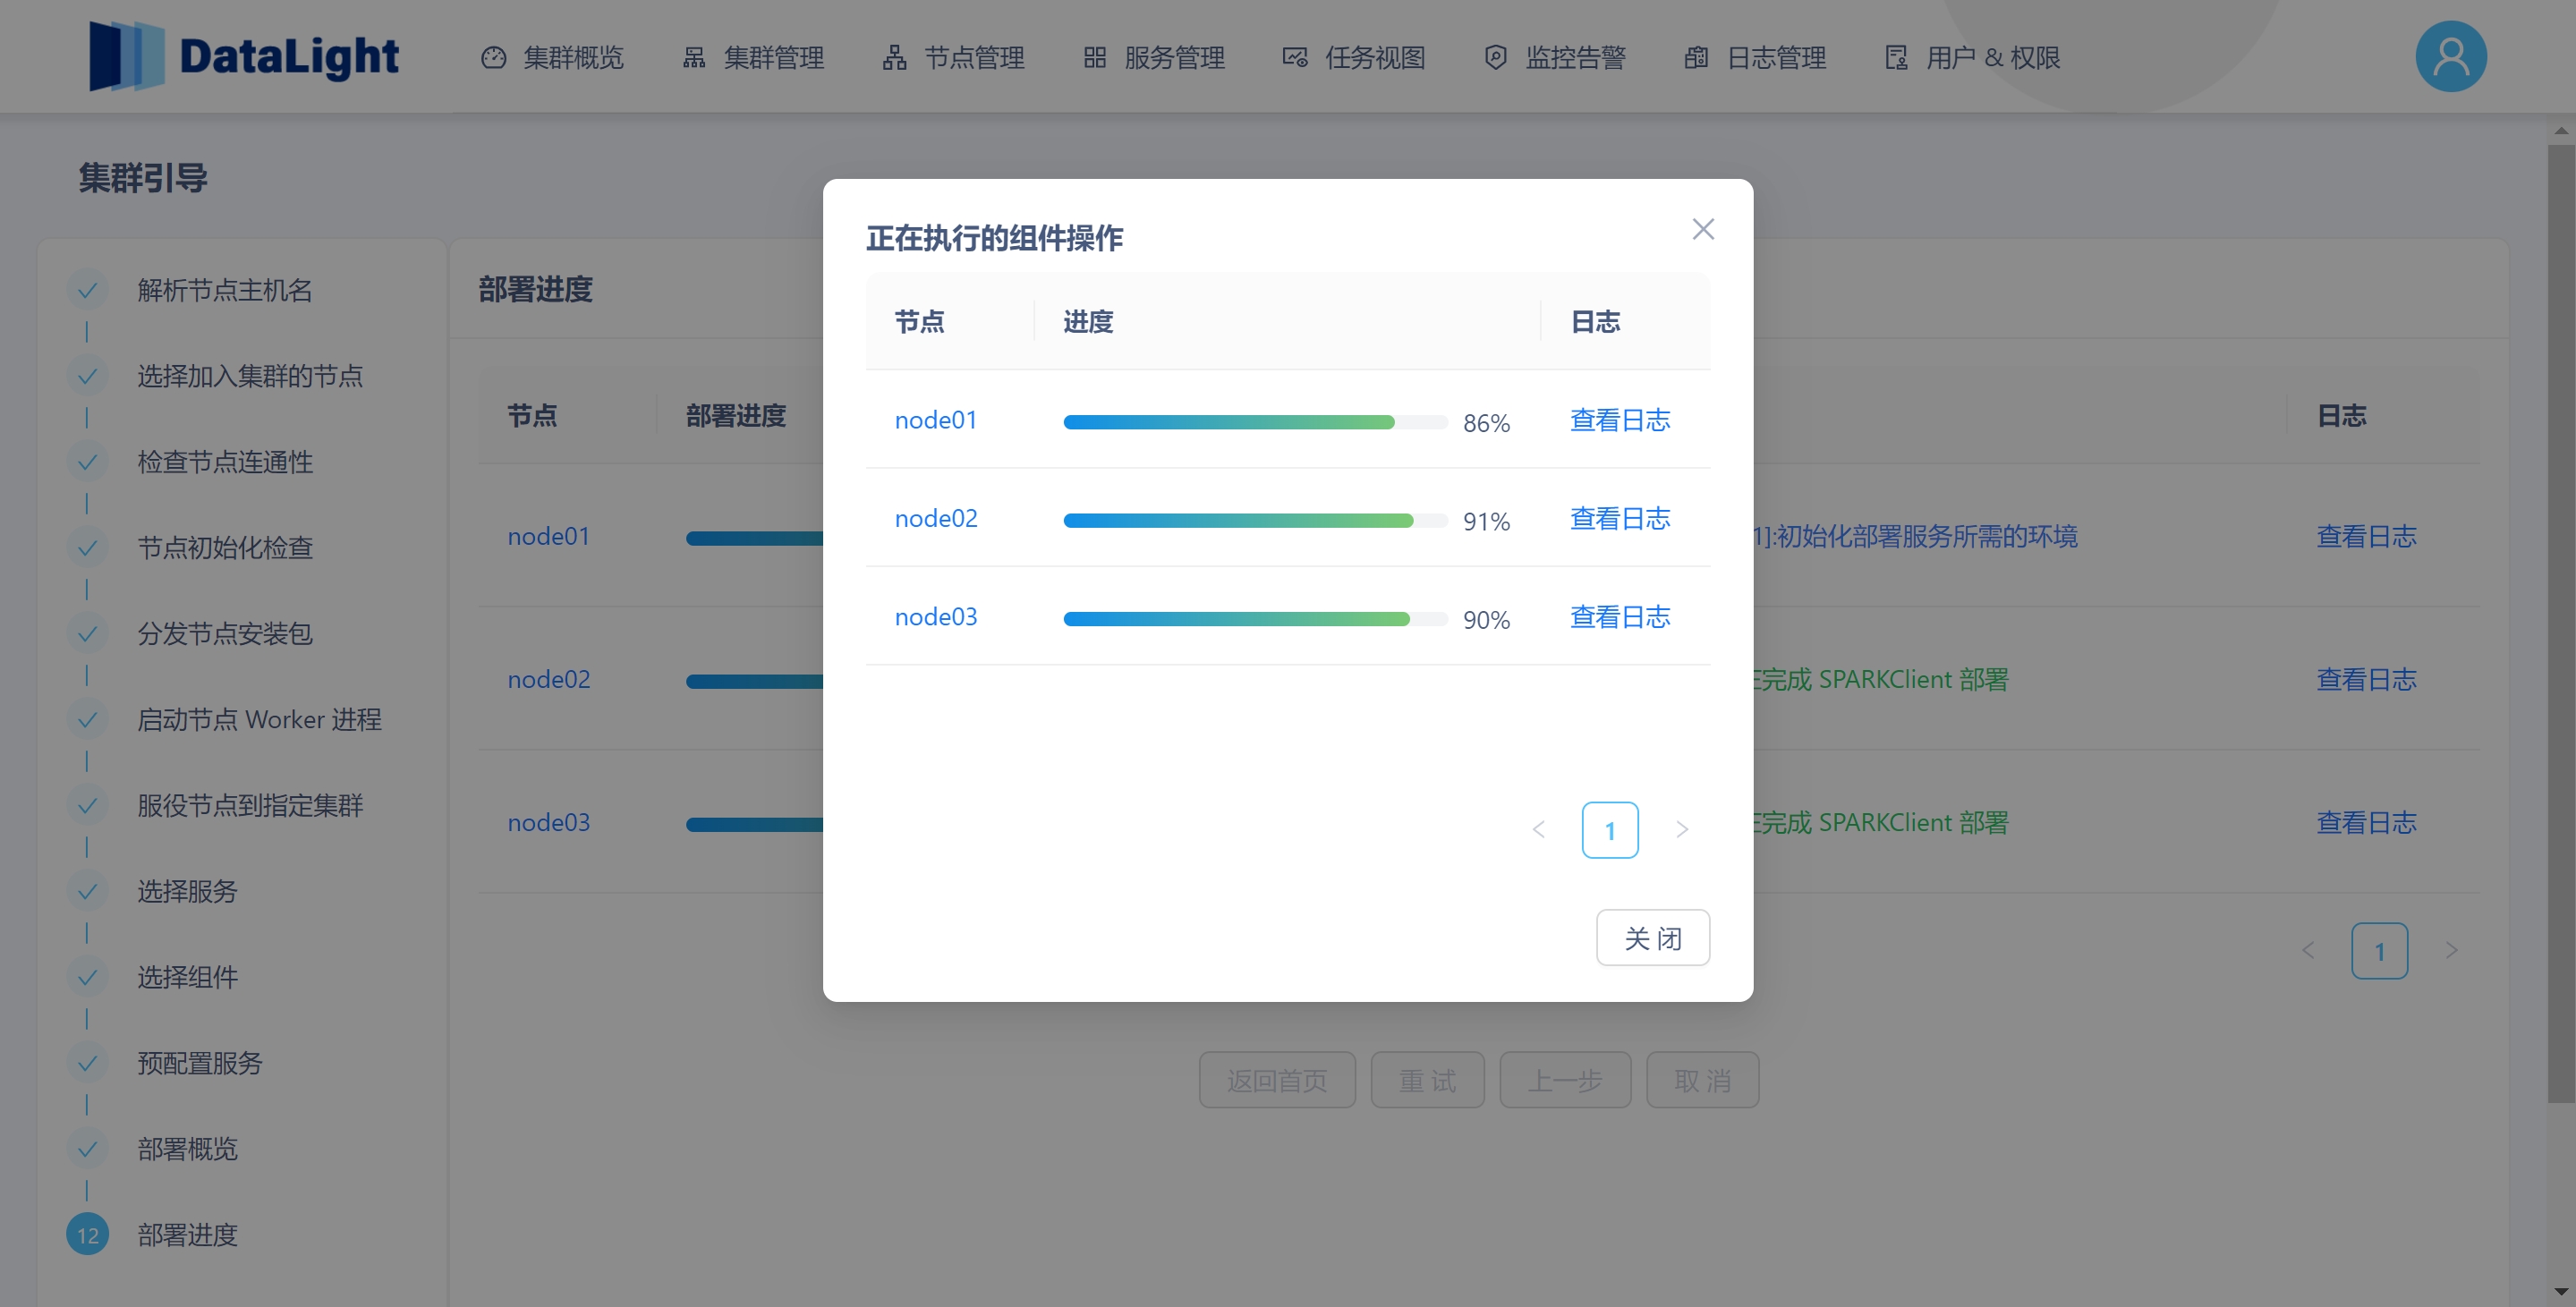 DataLight
集群概览
集群管理
节点管理
服务管理
任务视图
监控告警
日志管理
用户 & 权限
集群引导
解析节点主机名
选择加入集群的节点
检查节点连通性
节点初始化检查
分发节点安装包
启动节点 Worker 进程
服役节点到指定集群
选择服务
选择组件
预配置服务
部署概览
12 部署进度
部署进度
节点 部署进度 日志
node01 1]:初始化部署服务所需的环境 查看日志
node02 完成 SPARKClient 部署 查看日志
node03 完成 SPARKClient 部署 查看日志
1
返回首页 重 试 上一步 取 消
正在执行的组件操作
节点 进度 日志
node01 86% 查看日志
node02 91% 查看日志
node03 90% 查看日志
1
关 闭